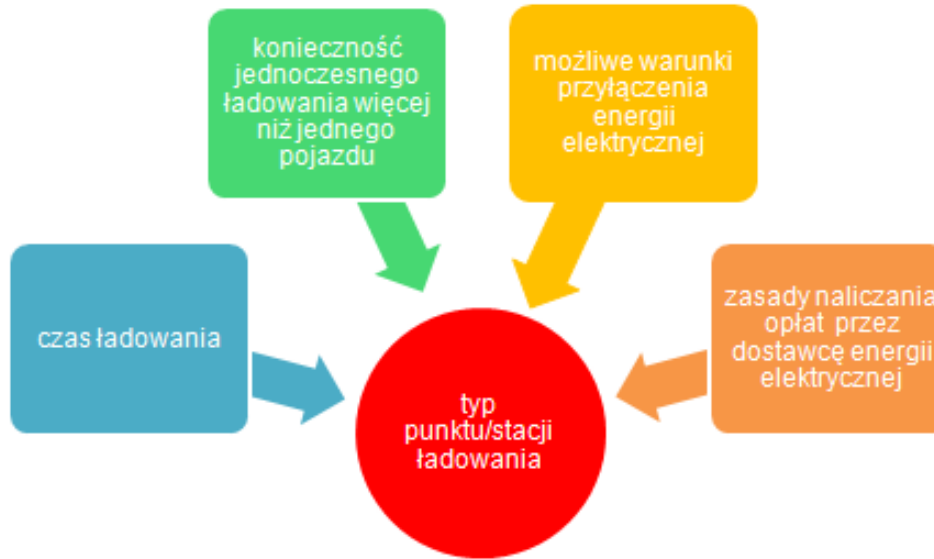 konieczność
jednoczesnego
ładowania więcej
niż jednego
pojazdu
możliwe warunki
przyłączenia
energii
elektrycznej
czas ładowania
zasady naliczania
opłat przez
dostawcę energii
elektrycznej
typ
punktu/stacji
ładowania